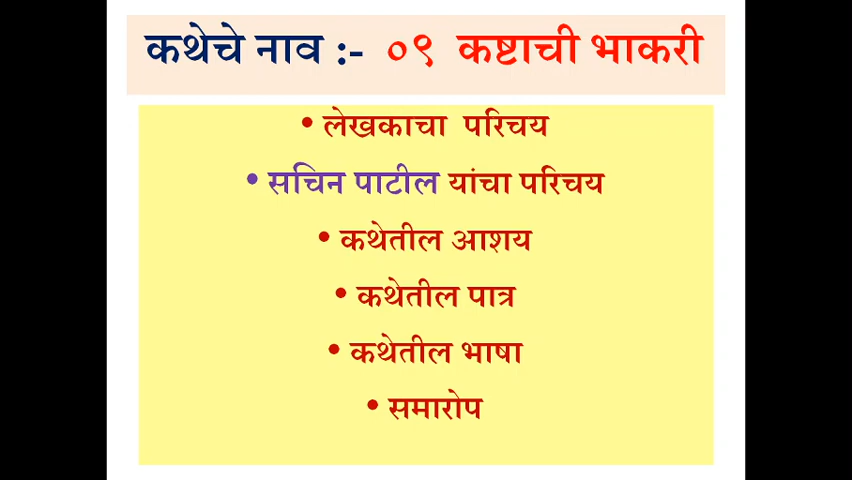 कथेचे नाव :- ०९ कष्टाची भाकरी
• लेखकाचा परिचय
• सचिन पाटील यांचा परिचय
• कथेतील आशय
• कथेतील पात्र
• कथेतील भाषा
• समारोप